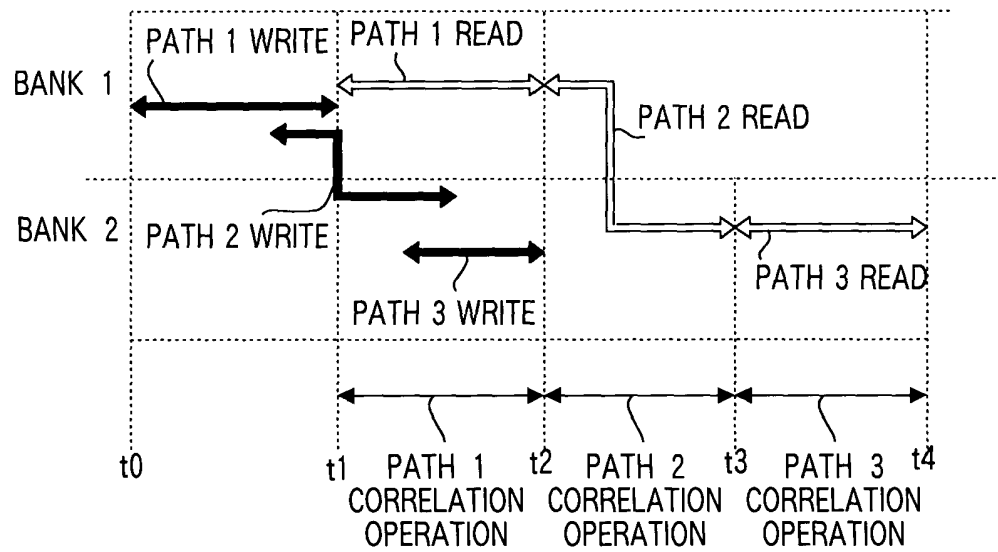 PATH 1 WRITE
PATH 1 READ
BANK 1
PATH 2 READ
BANK 2
PATH 2 WRITE
PATH 3 READ
PATH 3 WRITE
t0
t1
t2
t3
t4
PATH 1
CORRELATION
OPERATION
PATH 2
CORRELATION
OPERATION
PATH 3
CORRELATION
OPERATION